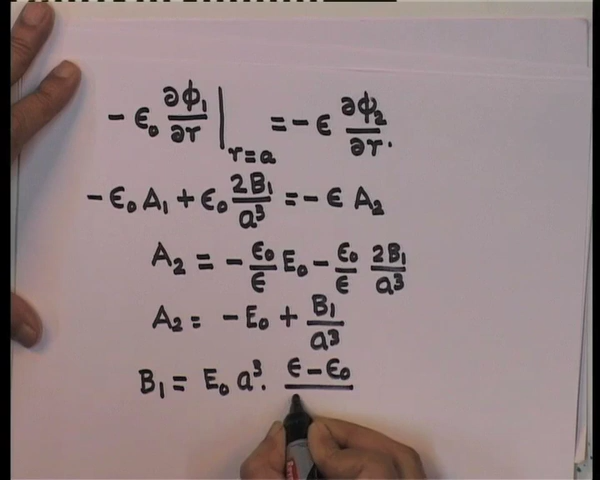 - ϵ₀ ∂ϕ₁/∂r |r=a = - ϵ ∂ϕ₂/∂r.
- ϵ₀ A₁ + ϵ₀ 2B₁/a³ = - ϵ A₂
A₂ = - ϵ₀/ϵ E₀ - ϵ₀/ϵ 2B₁/a³
A₂ = - E₀ + B₁/a³
B₁ = E₀ a³. ϵ - ϵ₀/